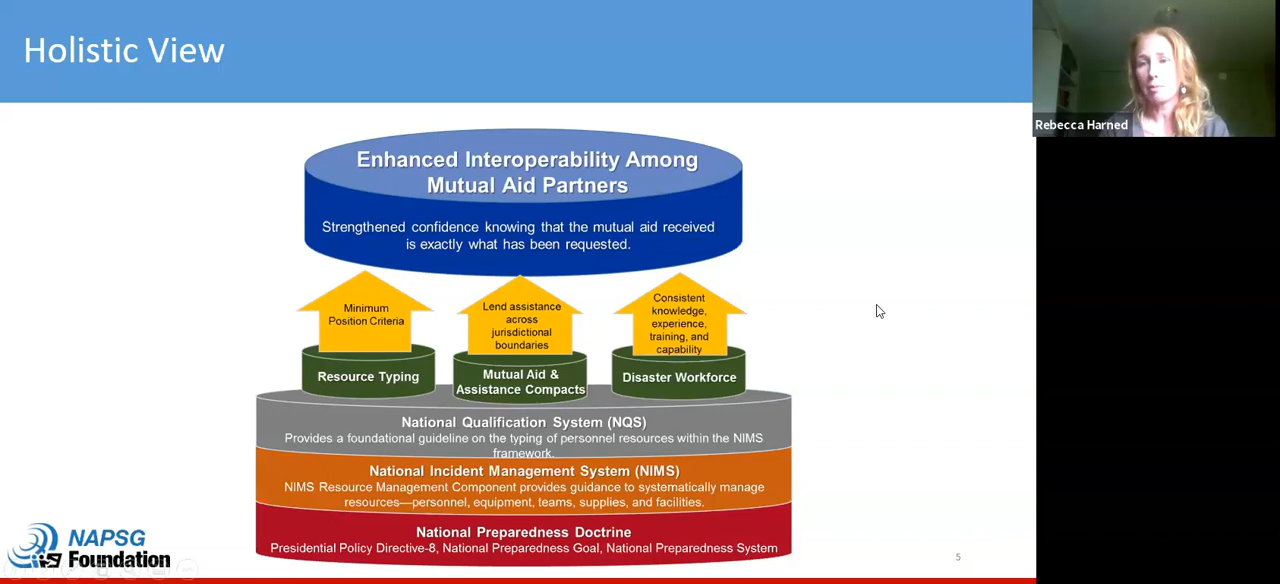 Holistic View
Rebecca Harned
Enhanced Interoperability Among
Mutual Aid Partners
Strengthened confidence knowing that the mutual aid received
is exactly what has been requested.
Minimum
Position Criteria
Lend assistance
across
jurisdictional
boundaries
Consistent
knowledge,
experience,
training, and
capability
Resource Typing
Mutual Aid &
Assistance Compacts
Disaster Workforce
National Qualification System (NQS)
Provides a foundational guideline on the typing of personnel resources within the NIMS
framework.
National Incident Management System (NIMS)
NIMS Resource Management Component provides guidance to systematically manage
resources—personnel, equipment, teams, supplies, and facilities.
National Preparedness Doctrine
Presidential Policy Directive-8, National Preparedness Goal, National Preparedness System
NAPSG
Foundation
5